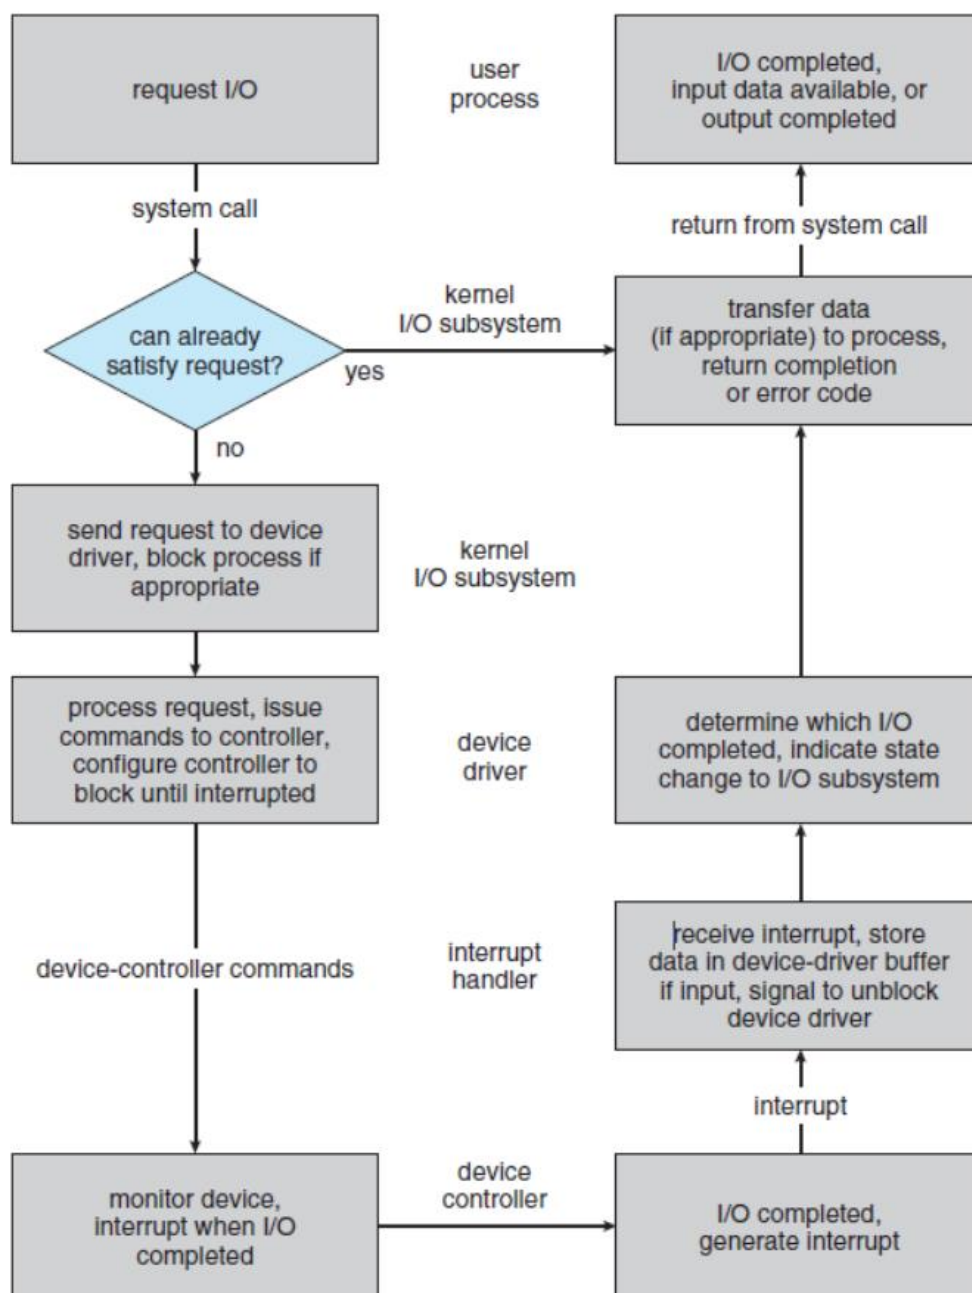 request I/O
user
process
I/O completed,
input data available, or
output completed
system call
return from system call
can already
satisfy request?
kernel
I/O subsystem
yes
transfer data
(if appropriate) to process,
return completion
or error code
no
send request to device
driver, block process if
appropriate
kernel
I/O subsystem
process request, issue
commands to controller,
configure controller to
block until interrupted
device
driver
determine which I/O
completed, indicate state
change to I/O subsystem
device-controller commands
interrupt
handler
receive interrupt, store
data in device-driver buffer
if input, signal to unblock
device driver
interrupt
monitor device,
interrupt when I/O
completed
device
controller
I/O completed,
generate interrupt